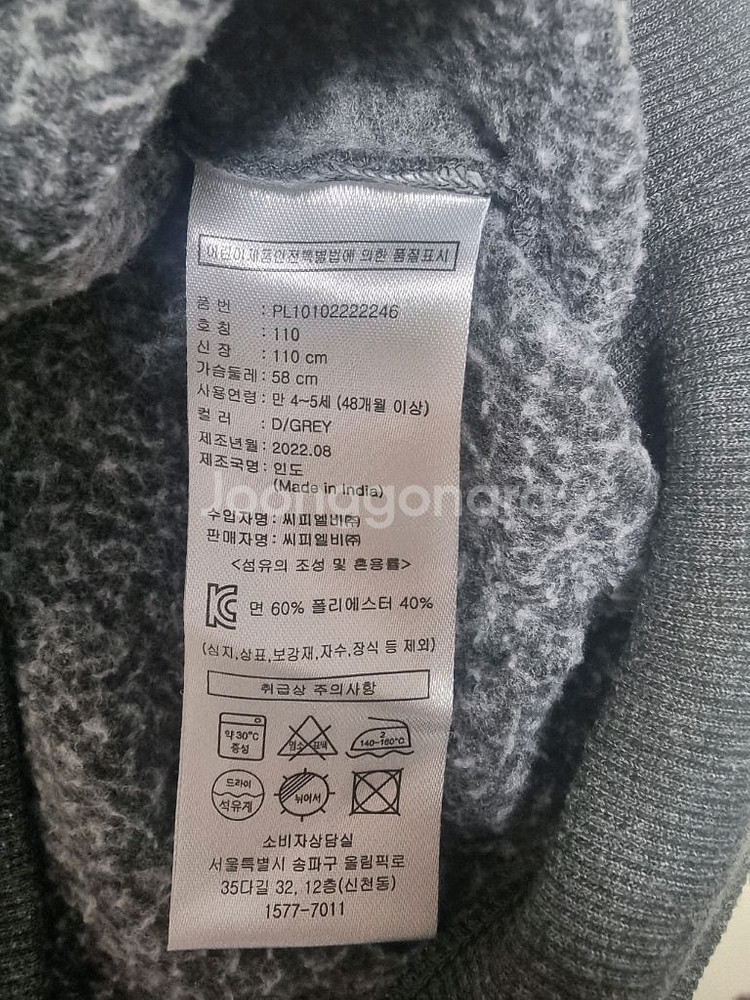 어린이제품안전특별법에 의한 품질표시
품 번 : PL10102222246
호 칭 : 110
신 장 : 110 cm
가슴둘레 : 58 cm
사용연령 : 만 4~5세 (48개월 이상)
컬 러 : D/GREY
제조년월 : 2022.08
제조국명 : 인도
(Made in India)
Joongagonara
수입자명 : 씨피엘비㈜
판매자명 : 씨피엘비㈜
<섬유의 조성 및 혼용률>
KC 면 60% 폴리에스터 40%
(심지,상표,보강재,자수,장식 등 제외)
취급상 주의사항
약 30°C 중성
염소 표백
2 140~160°C
드라이 석유계
뉘어서
소비자상담실
서울특별시 송파구 올림픽로
35다길 32, 12층(신천동)
1577-7011